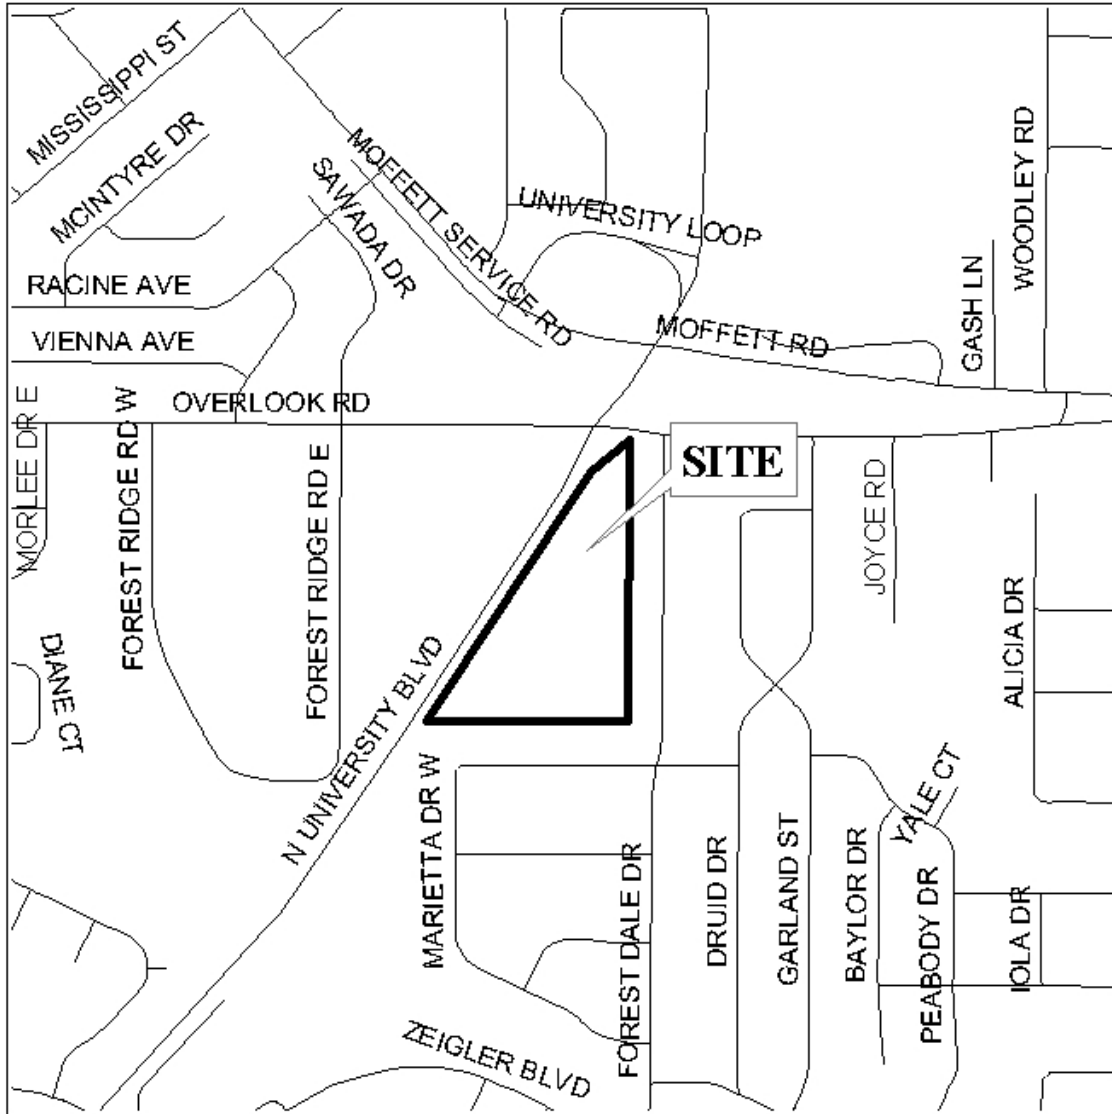 MISSISSIPPI ST
MCINTYRE DR
MOFFETT SERVICE RD
SAWADA DR
UNIVERSITY LOOP
WOODLEY RD
RACINE AVE
GASH LN
VIENNA AVE
MOFFETT RD
OVERLOOK RD
MORLEE DR E
FOREST RIDGE RD W
FOREST RIDGE RD E
SITE
JOYCE RD
ALICIA DR
DIANE CT
N UNIVERSITY BLVD
MARIETTA DR W
FOREST DALE DR
DRUID DR
GARLAND ST
BAYLOR DR
YALE CT
PEABODY DR
IOLA DR
ZEIGLER BLVD